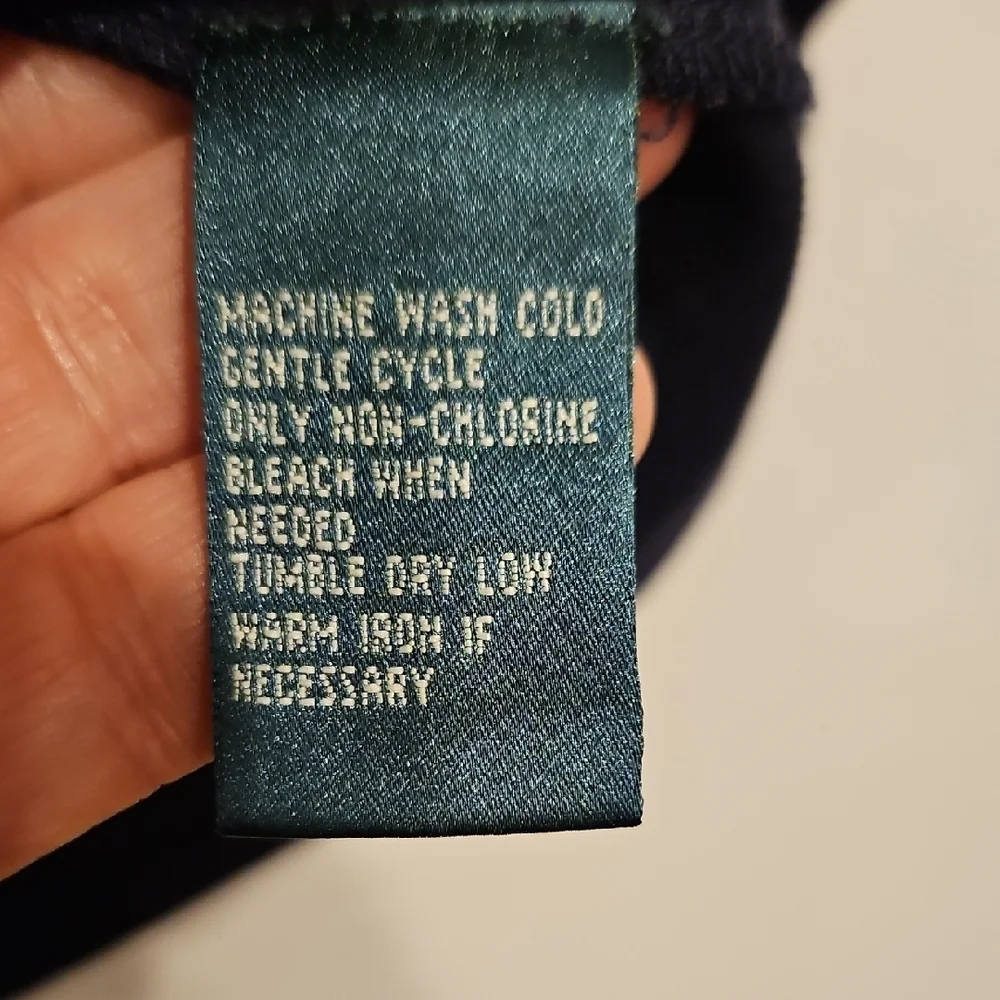 MACHINE WASH COLD
GENTLE CYCLE
ONLY NON-CHLORINE
BLEACH WHEN
NEEDED
TUMBLE DRY LOW
WARM IRON IF
NECESSARY